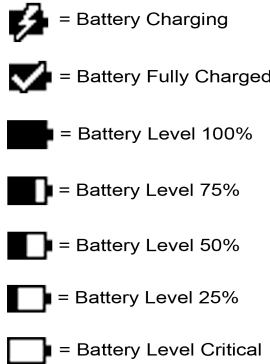 = Battery Charging
= Battery Fully Charged
= Battery Level 100%
= Battery Level 75%
= Battery Level 50%
= Battery Level 25%
= Battery Level Critical